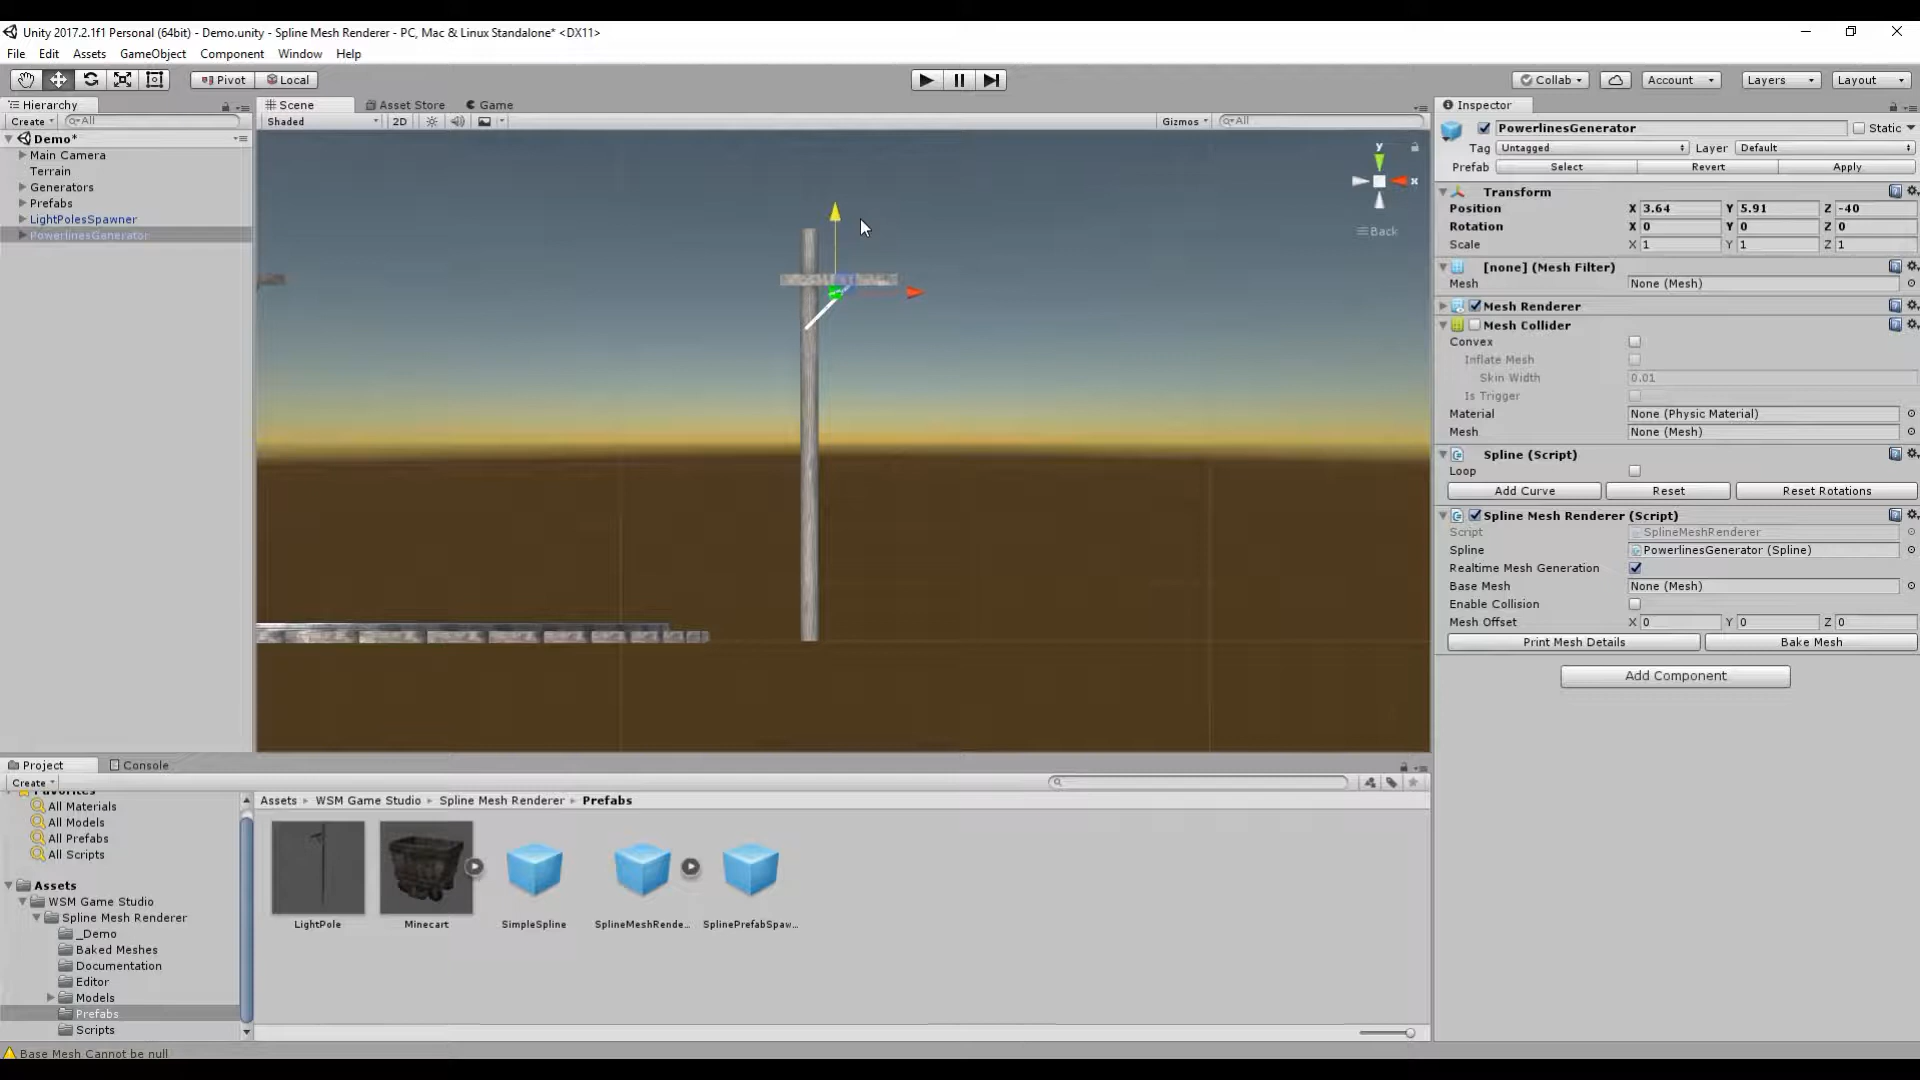 Unity 2017.2.1f1 Personal (64bit) - Demo.unity - Spline Mesh Renderer - PC, Mac & Linux Standalone* <DX11>
File Edit Assets GameObject Component Window Help
Pivot Local Collab Account Layers Layout
Hierarchy
Create All
Demo*
Main Camera
Terrain
Generators
Prefabs
LightPolesSpawner
PowerlinesGenerator
Scene Asset Store Game
Shaded 2D Gizmos All
y
x
Back
Inspector
PowerlinesGenerator Static
Tag Untagged Layer Default
Prefab Select Revert Apply
Transform
Position X 3.64 Y 5.91 Z -40
Rotation X 0 Y 0 Z 0
Scale X 1 Y 1 Z 1
[none] (Mesh Filter)
Mesh None (Mesh)
Mesh Renderer
Mesh Collider
Convex
Inflate Mesh
Skin Width 0.01
Is Trigger
Material None (Physic Material)
Mesh None (Mesh)
Spline (Script)
Loop
Add Curve Reset Reset Rotations
Spline Mesh Renderer (Script)
Script SplineMeshRenderer
Spline PowerlinesGenerator (Spline)
Realtime Mesh Generation
Base Mesh None (Mesh)
Enable Collision
Mesh Offset X 0 Y 0 Z 0
Print Mesh Details Bake Mesh
Add Component
Project Console
Create
Favorites
All Materials
All Models
All Prefabs
All Scripts
Assets
WSM Game Studio
Spline Mesh Renderer
_Demo
Baked Meshes
Documentation
Editor
Models
Prefabs
Scripts
Assets WSM Game Studio Spline Mesh Renderer Prefabs
LightPole Minecart SimpleSpline SplineMeshRende... SplinePrefabSpaw...
Base Mesh Cannot be null